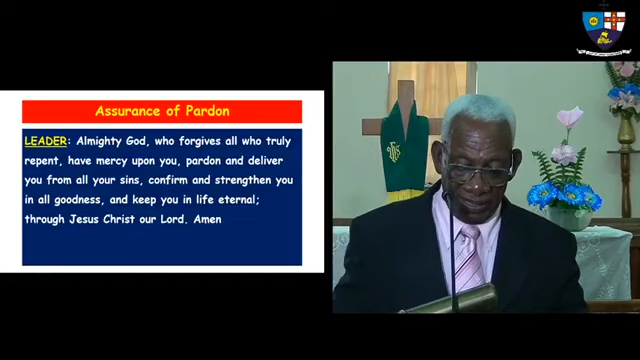 Assurance of Pardon
LEADER: Almighty God, who forgives all who truly
repent, have mercy upon you, pardon and deliver
you from all your sins, confirm and strengthen you
in all goodness, and keep you in life eternal;
through Jesus Christ our Lord. Amen